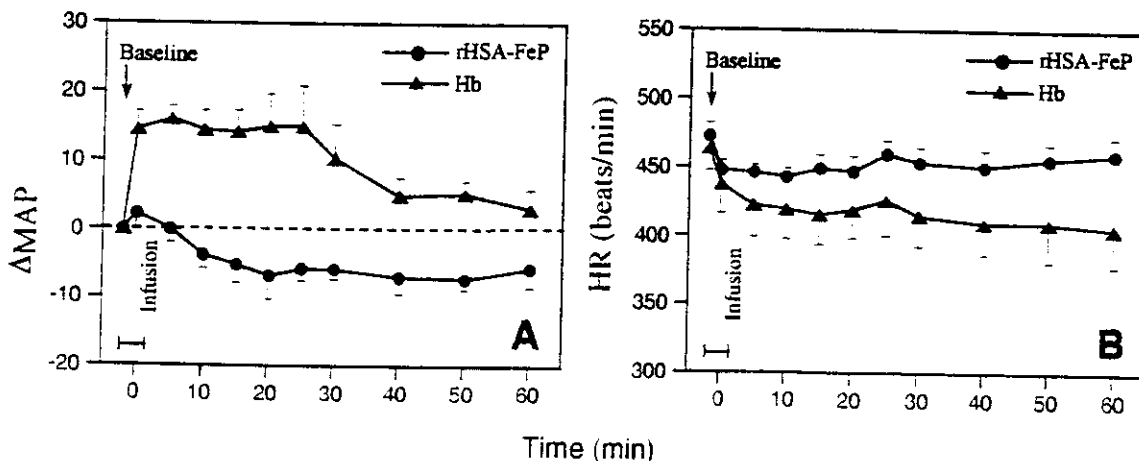 30
20
10
0
-10
-20
ΔMAP
Baseline
rHSA-FeP
Hb
Infusion
A
0 10 20 30 40 50 60
550
500
450
400
350
300
HR (beats/min)
Baseline
rHSA-FeP
Hb
Infusion
B
0 10 20 30 40 50 60
Time (min)